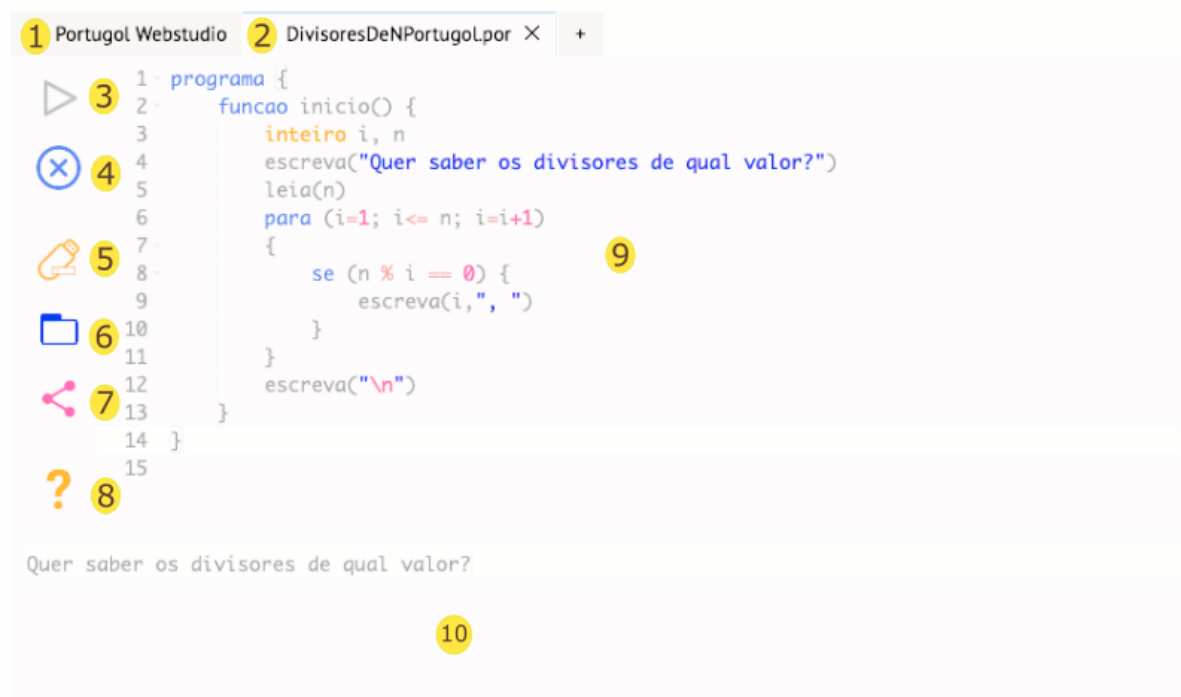 1 Portugol Webstudio 2 DivisoresDeNPortugol.por × +
3
4
5
6
7
8
?
1 programa {
2 funcao inicio() {
3 inteiro i, n
4 escreva("Quer saber os divisores de qual valor?")
5 leia(n)
6 para (i=1; i<= n; i=i+1)
7 {
8 se (n % i == 0) {
9 escreva(i,", ")
10 }
11 }
12 escreva("\n")
13 }
14 }
15
9
Quer saber os divisores de qual valor?
10